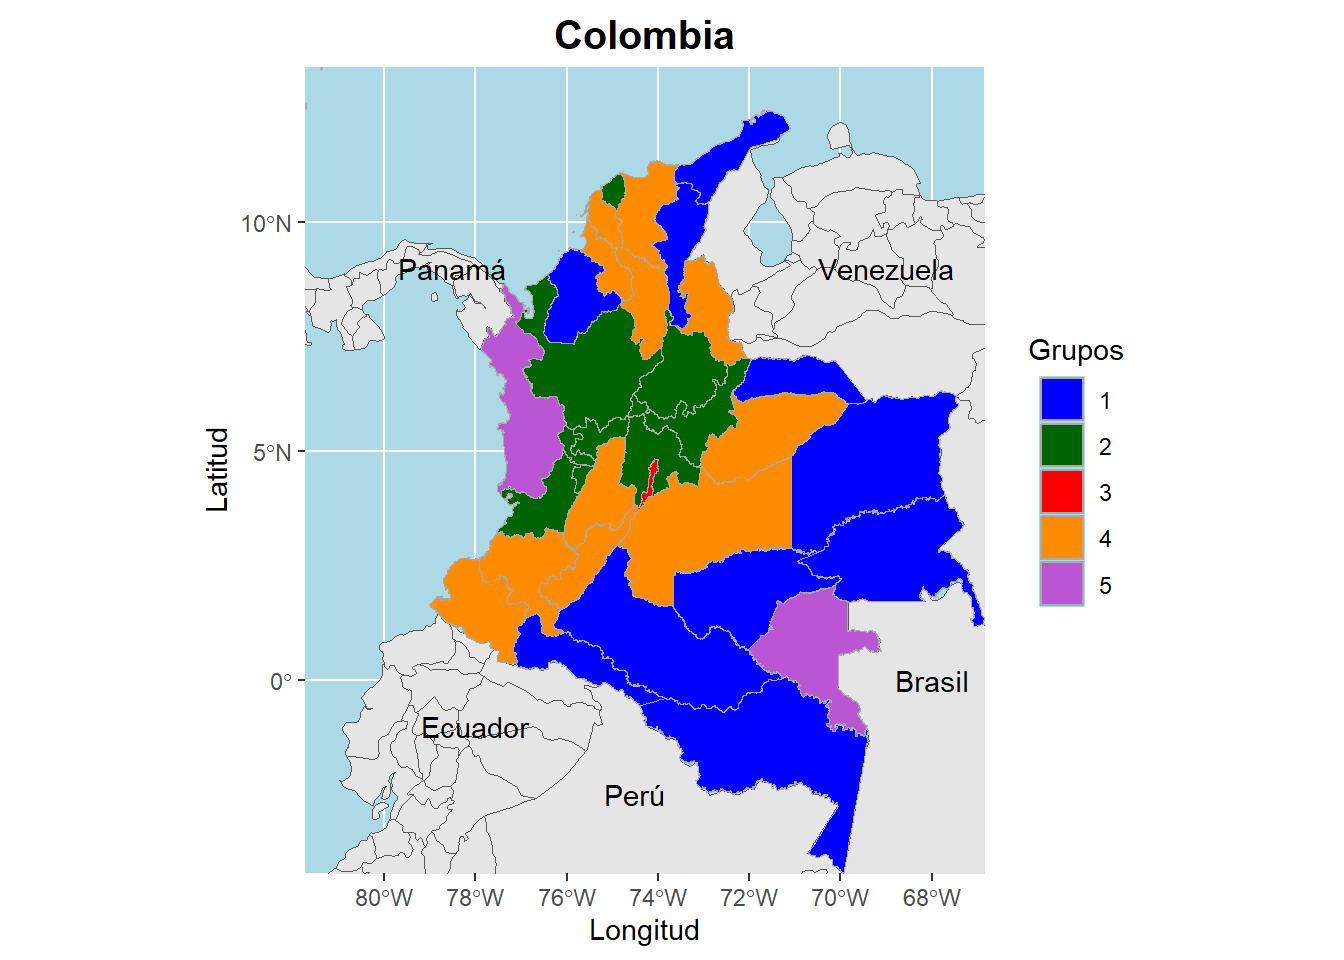 Colombia
Panamá
Venezuela
Brasil
Ecuador
Perú
10°N
5°N
0°
Latitud
80°W 78°W 76°W 74°W 72°W 70°W 68°W
Longitud
Grupos
1
2
3
4
5